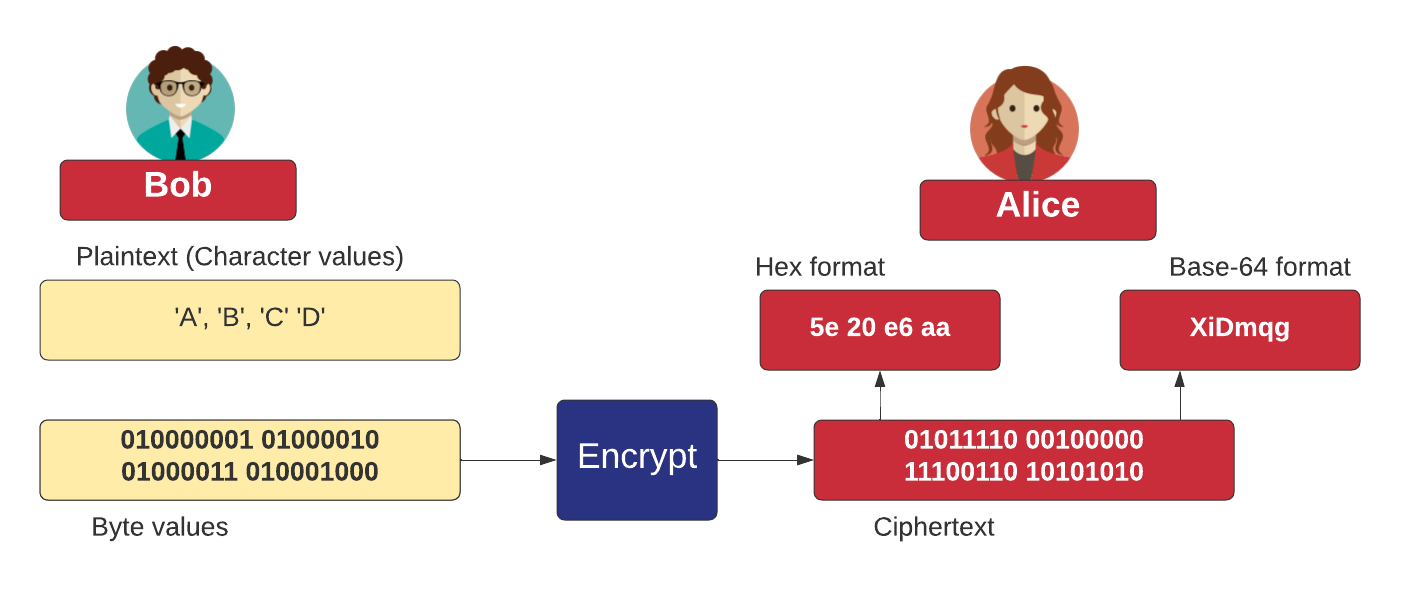 Bob
Alice
Plaintext (Character values)
Hex format
Base-64 format
'A', 'B', 'C' 'D'
5e 20 e6 aa
XiDmqg
010000001 01000010
01000011 010001000
Encrypt
01011110 00100000
11100110 10101010
Byte values
Ciphertext